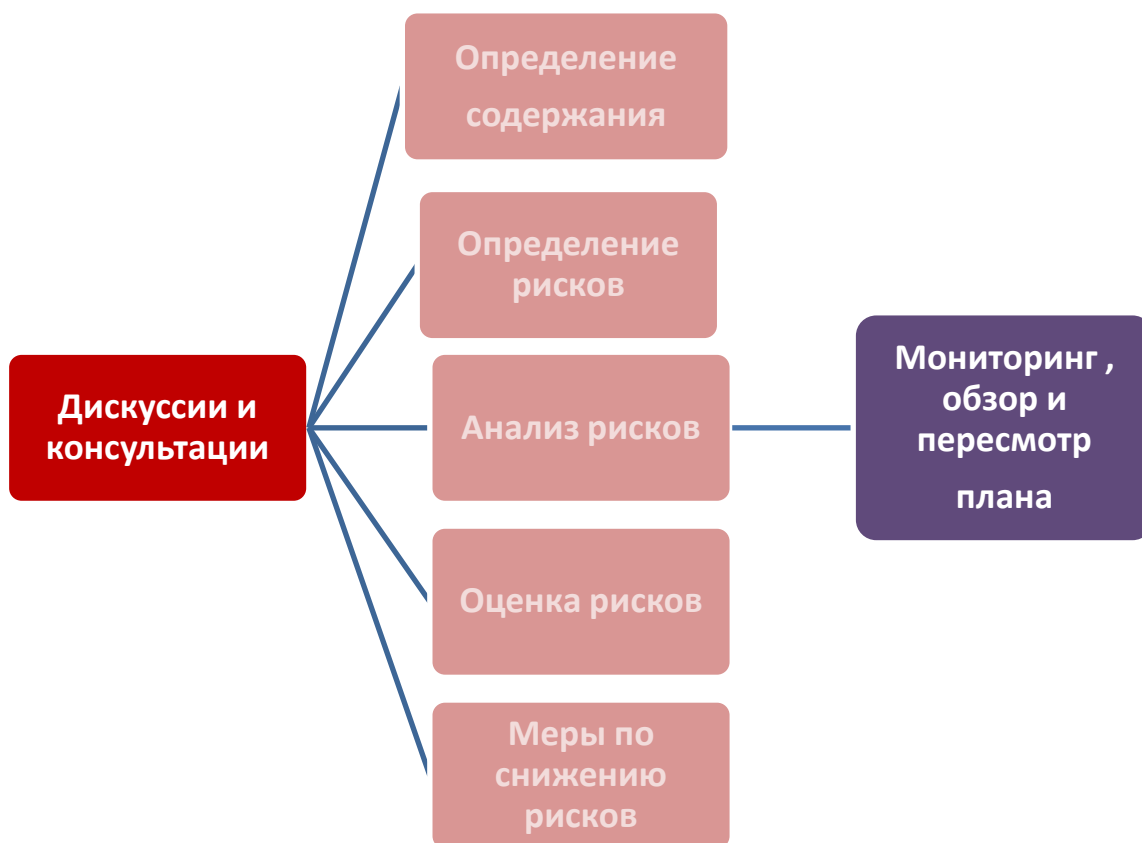 Определение
содержания
Определение
рисков
Дискуссии и
консультации
Анализ рисков
Мониторинг ,
обзор и
пересмотр
плана
Оценка рисков
Меры по
снижению
рисков